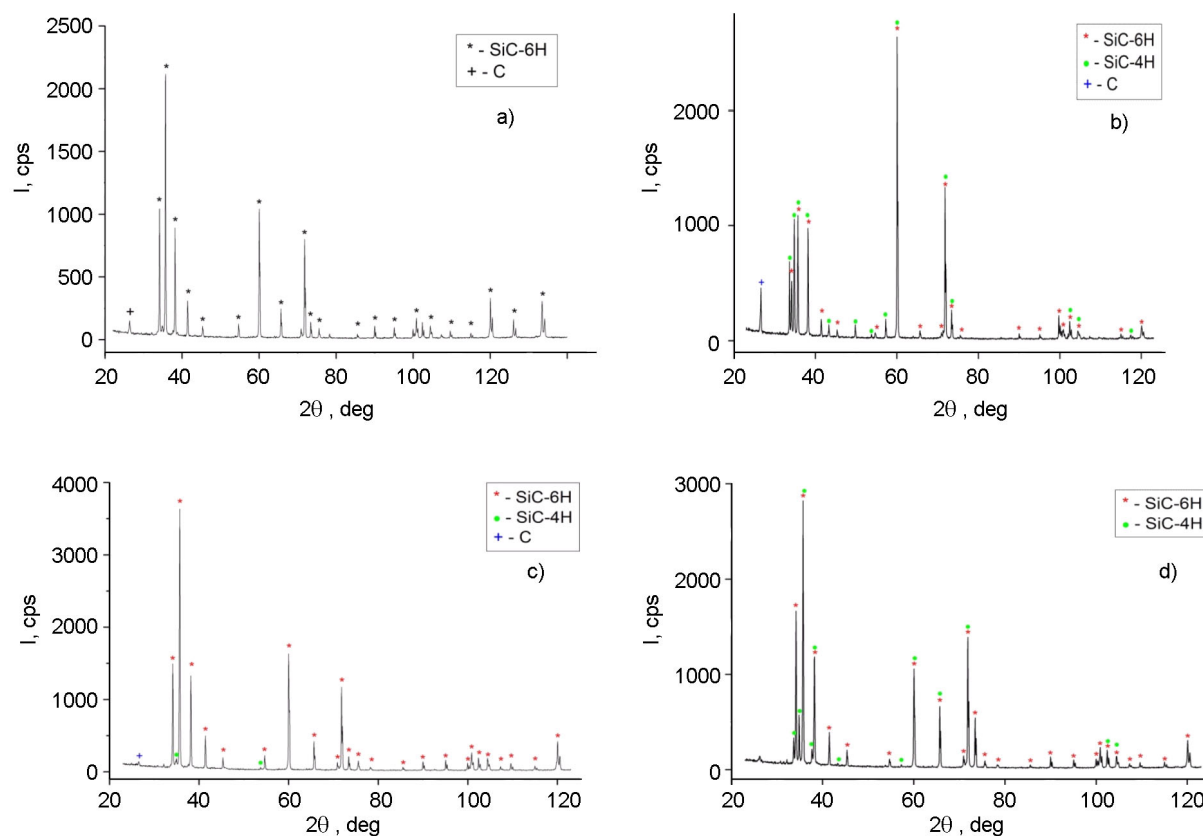 2500
2000
1500
1000
500
0
I, cps
* - SiC-6H
+ - C
a)
20 40 60 80 100 120
2θ , deg
2000
1000
0
I, cps
* - SiC-6H
● - SiC-4H
+ - C
b)
20 40 60 80 100 120
2θ , deg
4000
3000
2000
1000
0
I, cps
* - SiC-6H
● - SiC-4H
+ - C
c)
20 40 60 80 100 120
2θ , deg
3000
2000
1000
0
I, cps
* - SiC-6H
● - SiC-4H
d)
20 40 60 80 100 120
2θ , deg